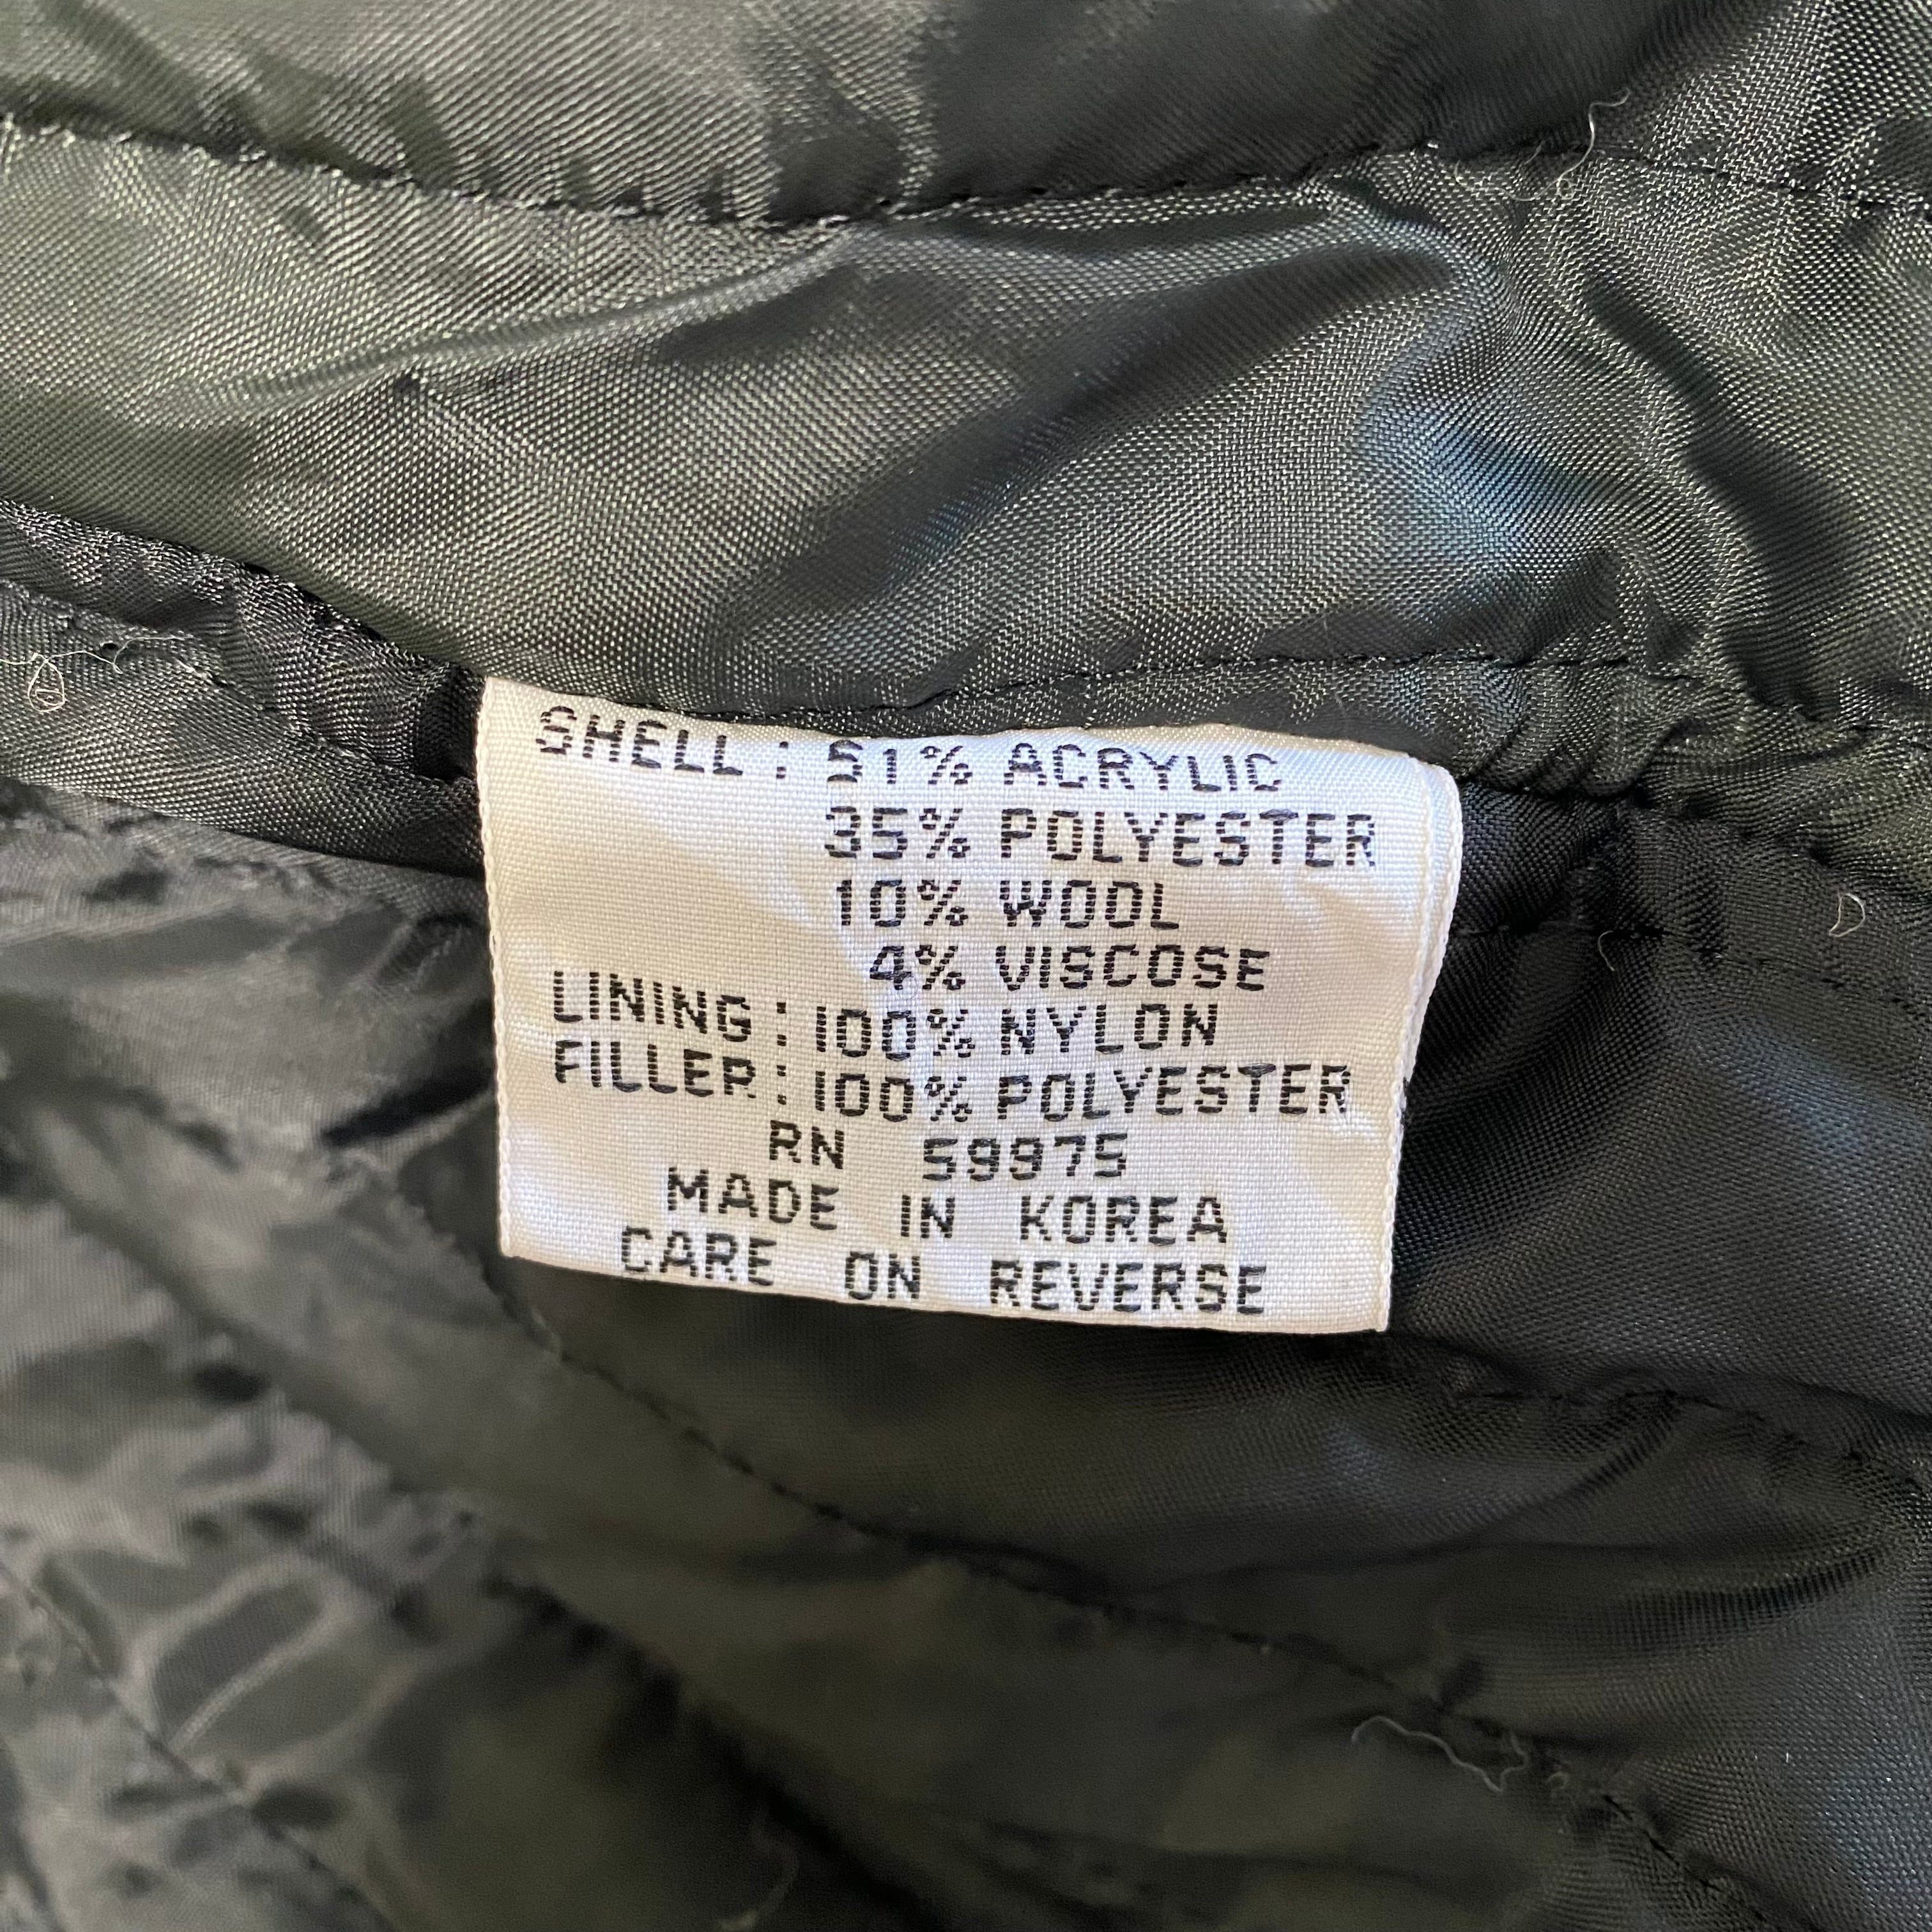 SHELL : 51% ACRYLIC
35% POLYESTER
10% WOOL
4% VISCOSE
LINING : 100% NYLON
FILLER : 100% POLYESTER
RN 59975
MADE IN KOREA
CARE ON REVERSE